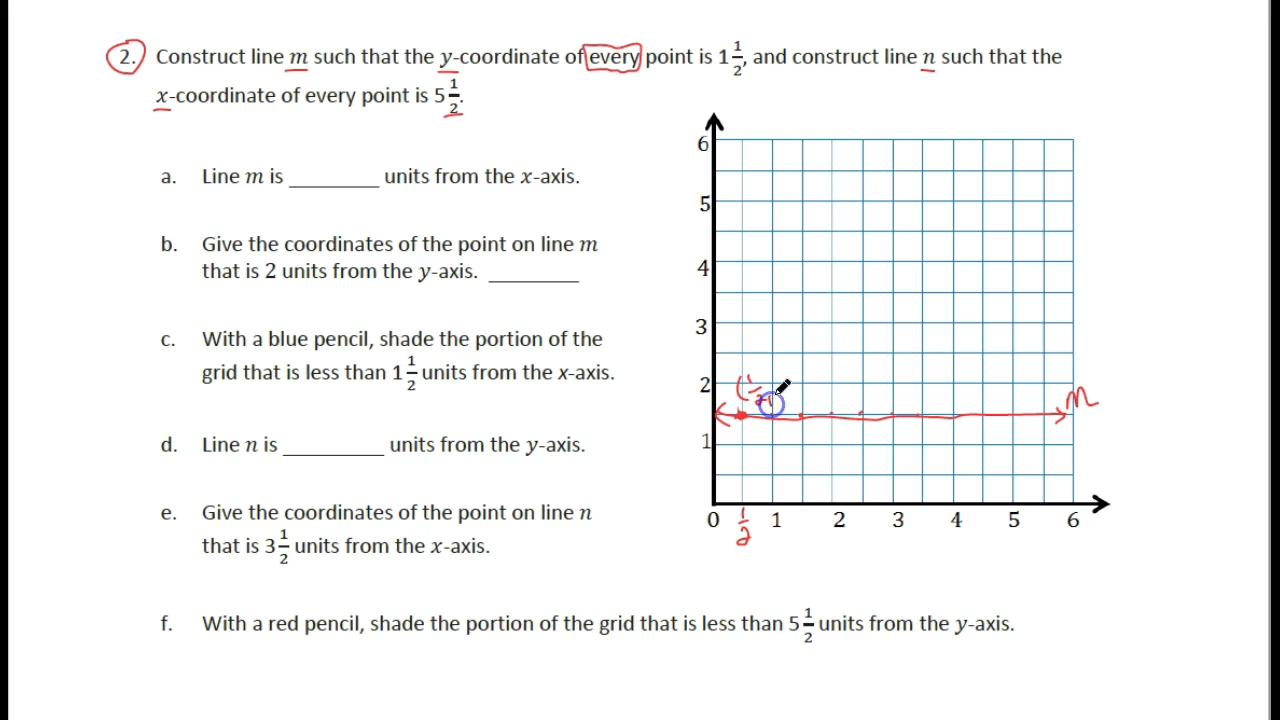 2. Construct line m such that the y-coordinate of every point is 1 1/2, and construct line n such that the
x-coordinate of every point is 5 1/2.
a. Line m is ________ units from the x-axis.
b. Give the coordinates of the point on line m
that is 2 units from the y-axis. ________
c. With a blue pencil, shade the portion of the
grid that is less than 1 1/2 units from the x-axis.
d. Line n is _________ units from the y-axis.
e. Give the coordinates of the point on line n
that is 3 1/2 units from the x-axis.
f. With a red pencil, shade the portion of the grid that is less than 5 1/2 units from the y-axis.
6
5
4
3
2
(1/2,
m
1
0 1/2 1 2 3 4 5 6